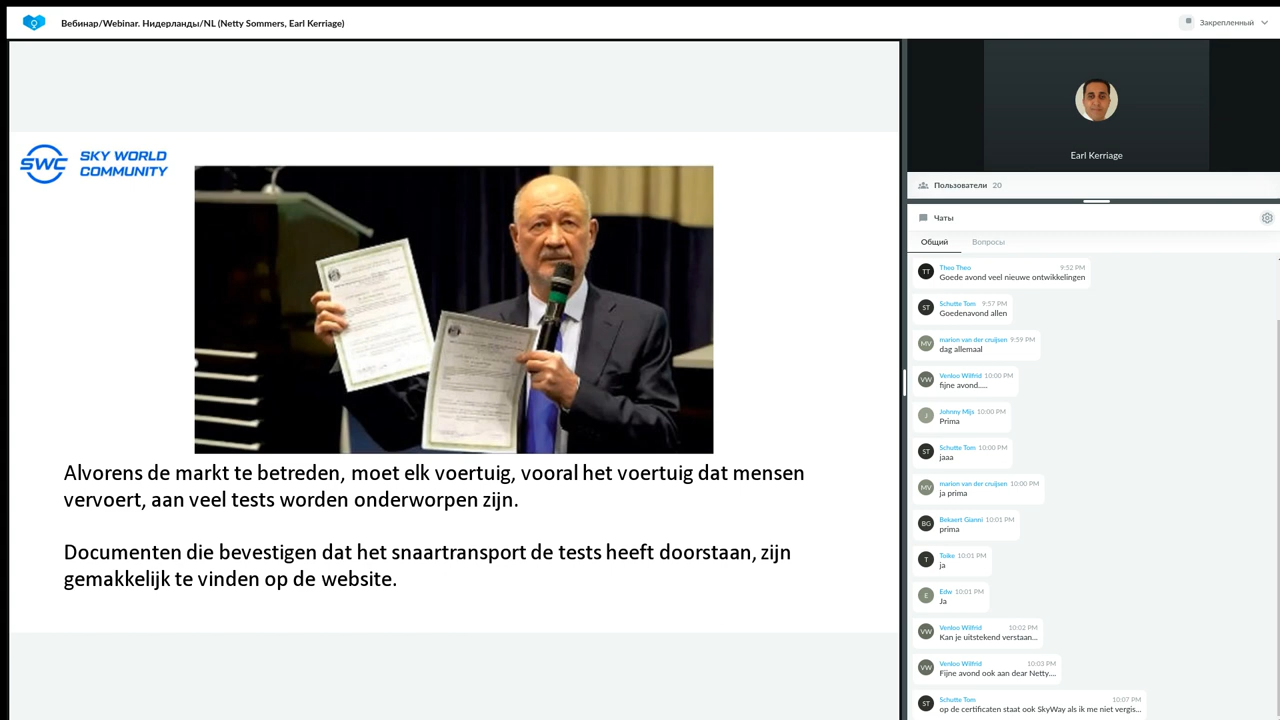 Вебинар/Webinar. Нидерланды/NL (Netty Sommers, Earl Kerriage)
Закрепленный
SWC
SKY WORLD
COMMUNITY
Alvorens de markt te betreden, moet elk voertuig, vooral het voertuig dat mensen
vervoert, aan veel tests worden onderworpen zijn.
Documenten die bevestigen dat het snaartransport de tests heeft doorstaan, zijn
gemakkelijk te vinden op de website.
Earl Kerriage
Пользователи 20
Чаты
Общий Вопросы
TT Theo Theo 9:52 PM
Goede avond veel nieuwe ontwikkelingen
ST Schutte Tom 9:57 PM
Goedenavond allen
MV marion van der cruijsen 9:59 PM
dag allemaal
VW Venloo Wilfrid 10:00 PM
fijne avond.....
J Johnny Mijs 10:00 PM
Prima
ST Schutte Tom 10:00 PM
jaaa
MV marion van der cruijsen 10:00 PM
ja prima
BG Bekaert Gianni 10:01 PM
prima
T Toike 10:01 PM
ja
E Edw 10:01 PM
Ja
VW Venloo Wilfrid 10:02 PM
Kan je uitstekend verstaan...
VW Venloo Wilfrid 10:03 PM
Fijne avond ook aan dear Netty....
ST Schutte Tom 10:07 PM
op de certificaten staat ook SkyWay als ik me niet vergis...